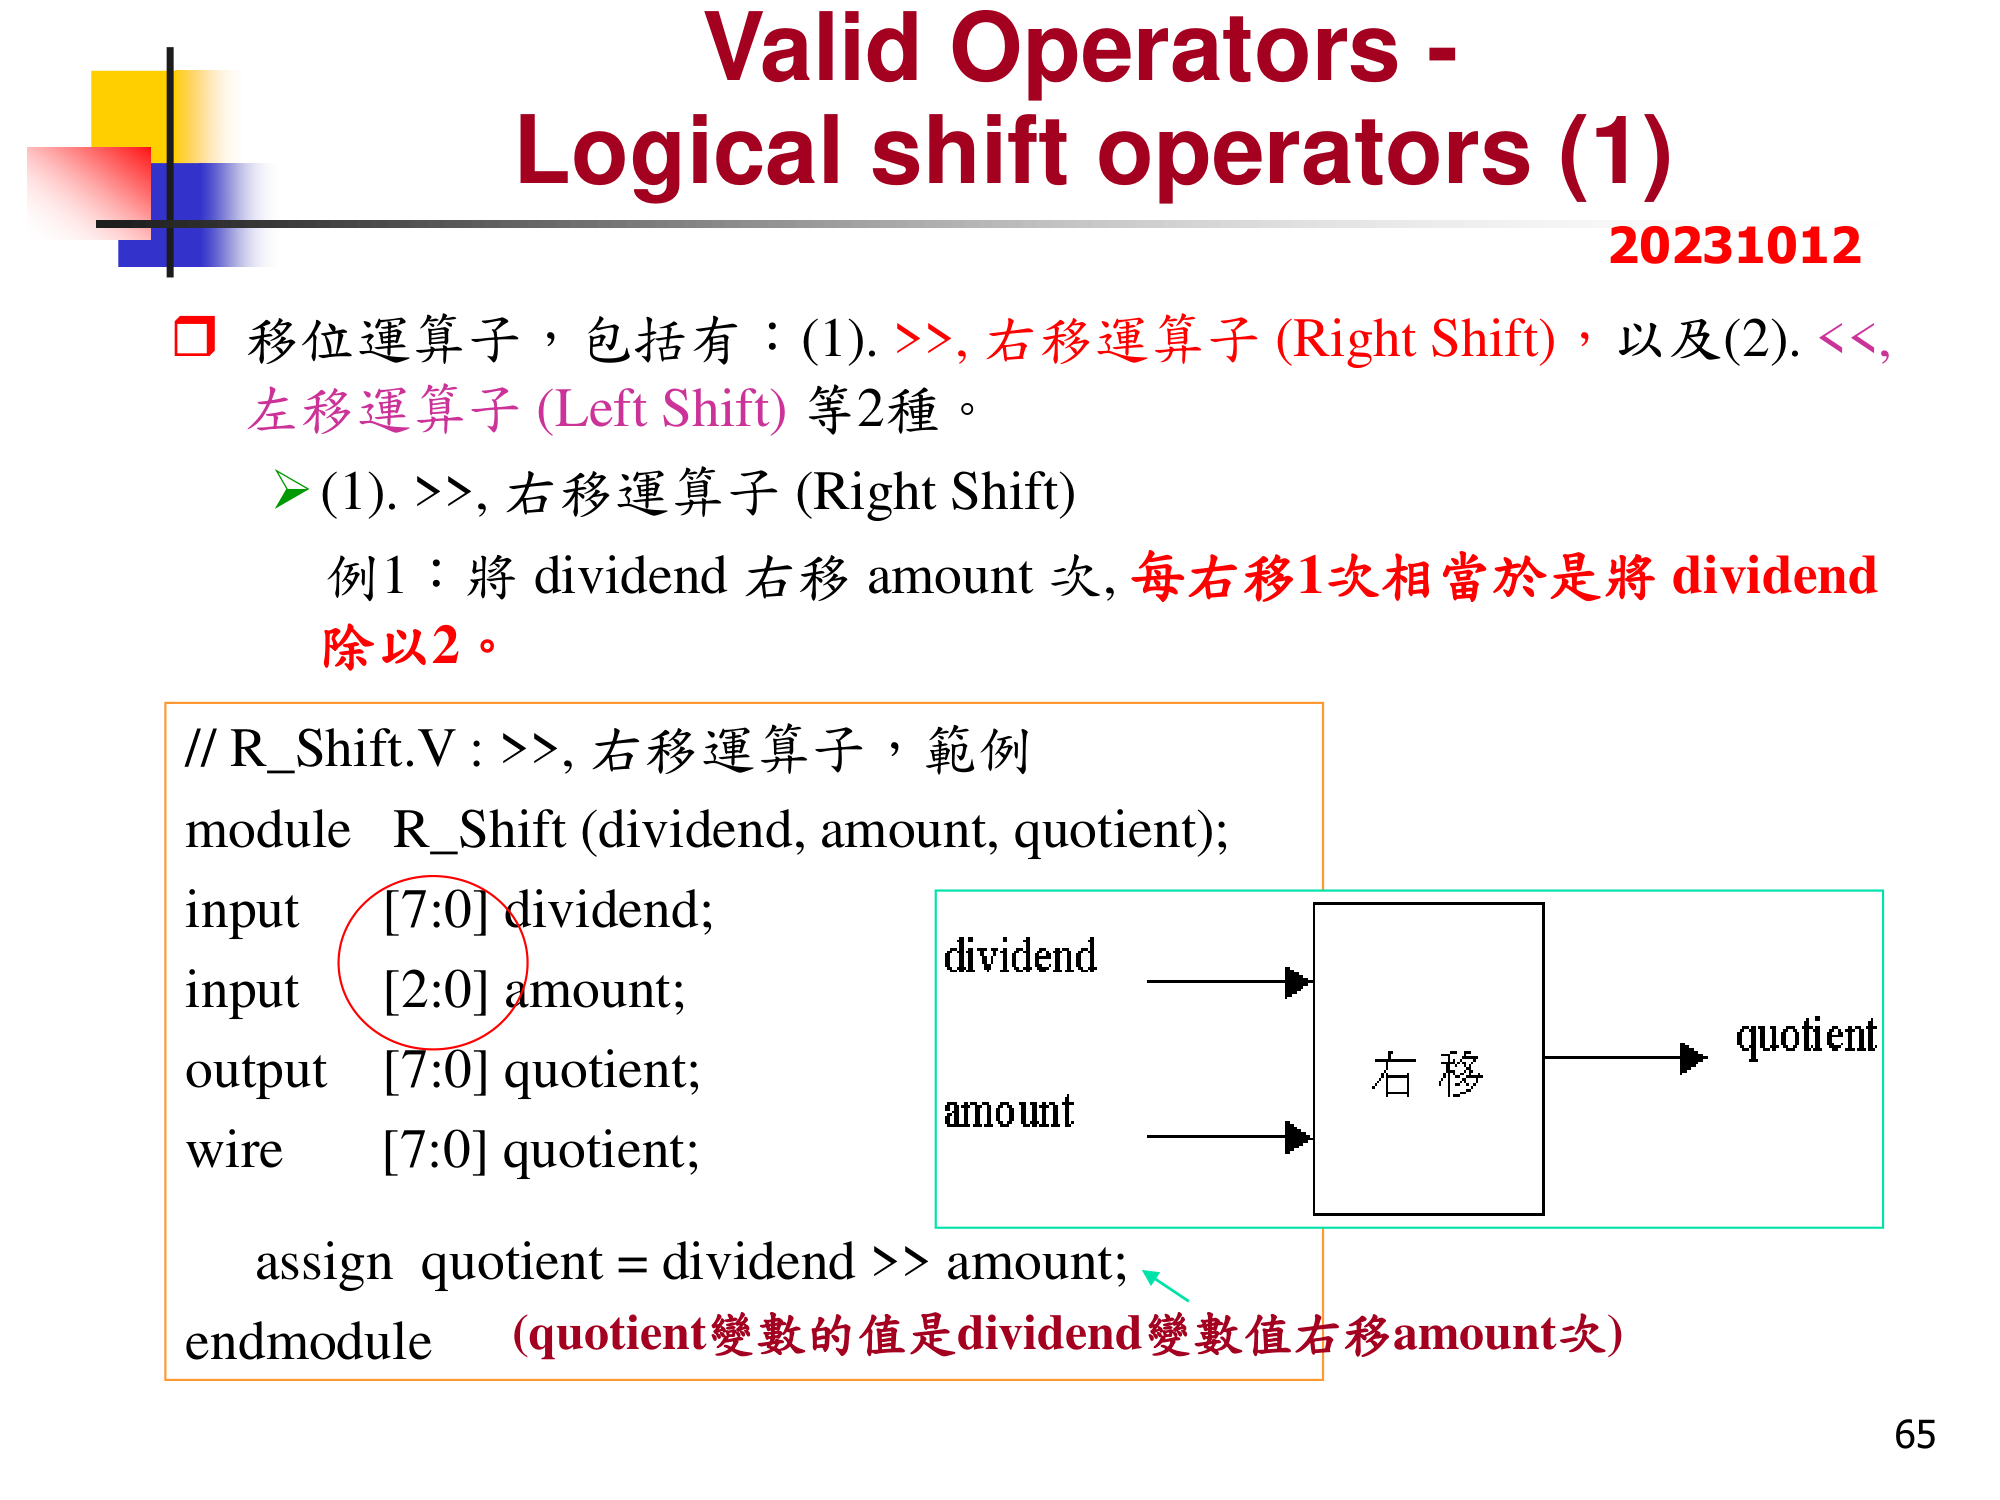 Valid Operators -
Logical shift operators (1)
20231012
移位運算子，包括有：(1). >>, 右移運算子 (Right Shift)，以及(2). <<,
左移運算子 (Left Shift) 等2種。
(1). >>, 右移運算子 (Right Shift)
例1：將 dividend 右移 amount 次, 每右移1次相當於是將 dividend
除以2。
// R_Shift.V : >>, 右移運算子，範例
module R_Shift (dividend, amount, quotient);
input [7:0] dividend;
input [2:0] amount;
output [7:0] quotient;
wire [7:0] quotient;
assign quotient = dividend >> amount;
endmodule
(quotient變數的值是dividend變數值右移amount次)
dividend
amount
右 移
quotient
65